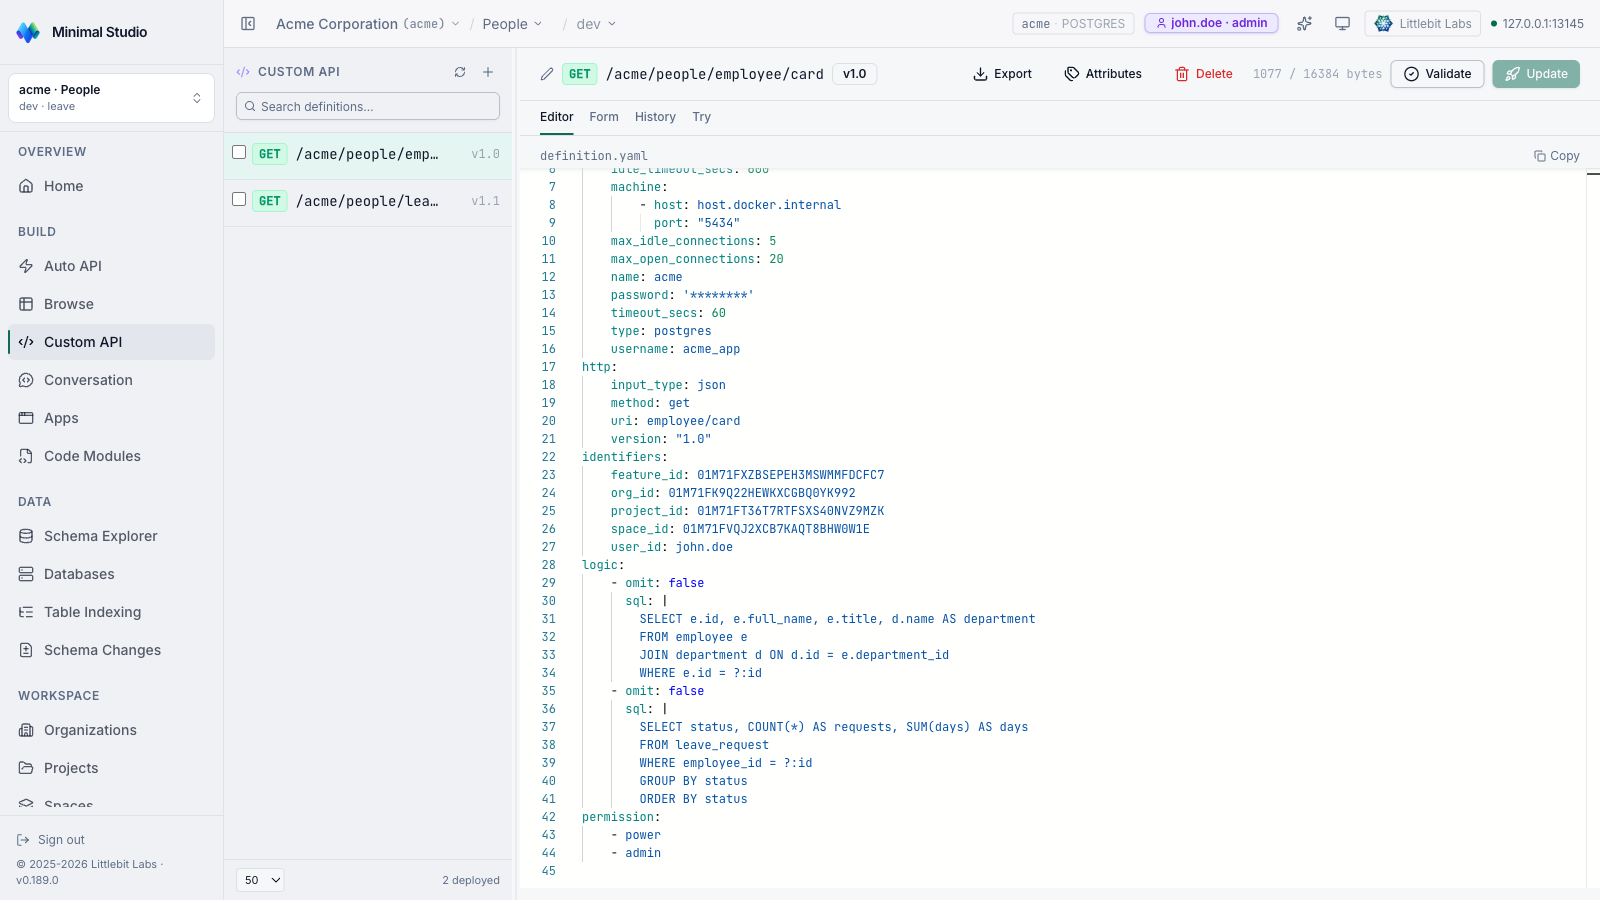 Minimal Studio
acme · People
dev · leave
OVERVIEW
Home
BUILD
Auto API
Browse
Custom API
Conversation
Apps
Code Modules
DATA
Schema Explorer
Databases
Table Indexing
Schema Changes
WORKSPACE
Organizations
Projects
Spaces
Sign out
© 2025-2026 Littlebit Labs ·
v0.189.0
Acme Corporation (acme) / People / dev
acme · POSTGRES
john.doe · admin
Littlebit Labs
127.0.0.1:13145
CUSTOM API
Search definitions...
GET /acme/people/emp… v1.0
GET /acme/people/lea… v1.1
50
2 deployed
GET /acme/people/employee/card v1.0
Export
Attributes
Delete
1077 / 16384 bytes
Validate
Update
Editor Form History Try
definition.yaml
Copy
6 idle_timeout_secs: 600
7 machine:
8 - host: host.docker.internal
9 port: "5434"
10 max_idle_connections: 5
11 max_open_connections: 20
12 name: acme
13 password: '********'
14 timeout_secs: 60
15 type: postgres
16 username: acme_app
17 http:
18 input_type: json
19 method: get
20 uri: employee/card
21 version: "1.0"
22 identifiers:
23 feature_id: 01M71FXZBSEPEH3MSWMMFDCFC7
24 org_id: 01M71FK9Q22HEWKXCGBQ0YK992
25 project_id: 01M71FT36T7RTFSXS40NVZ9MZK
26 space_id: 01M71FVQJ2XCB7KAQT8BHW0W1E
27 user_id: john.doe
28 logic:
29 - omit: false
30 sql: |
31 SELECT e.id, e.full_name, e.title, d.name AS department
32 FROM employee e
33 JOIN department d ON d.id = e.department_id
34 WHERE e.id = ?:id
35 - omit: false
36 sql: |
37 SELECT status, COUNT(*) AS requests, SUM(days) AS days
38 FROM leave_request
39 WHERE employee_id = ?:id
40 GROUP BY status
41 ORDER BY status
42 permission:
43 - power
44 - admin
45